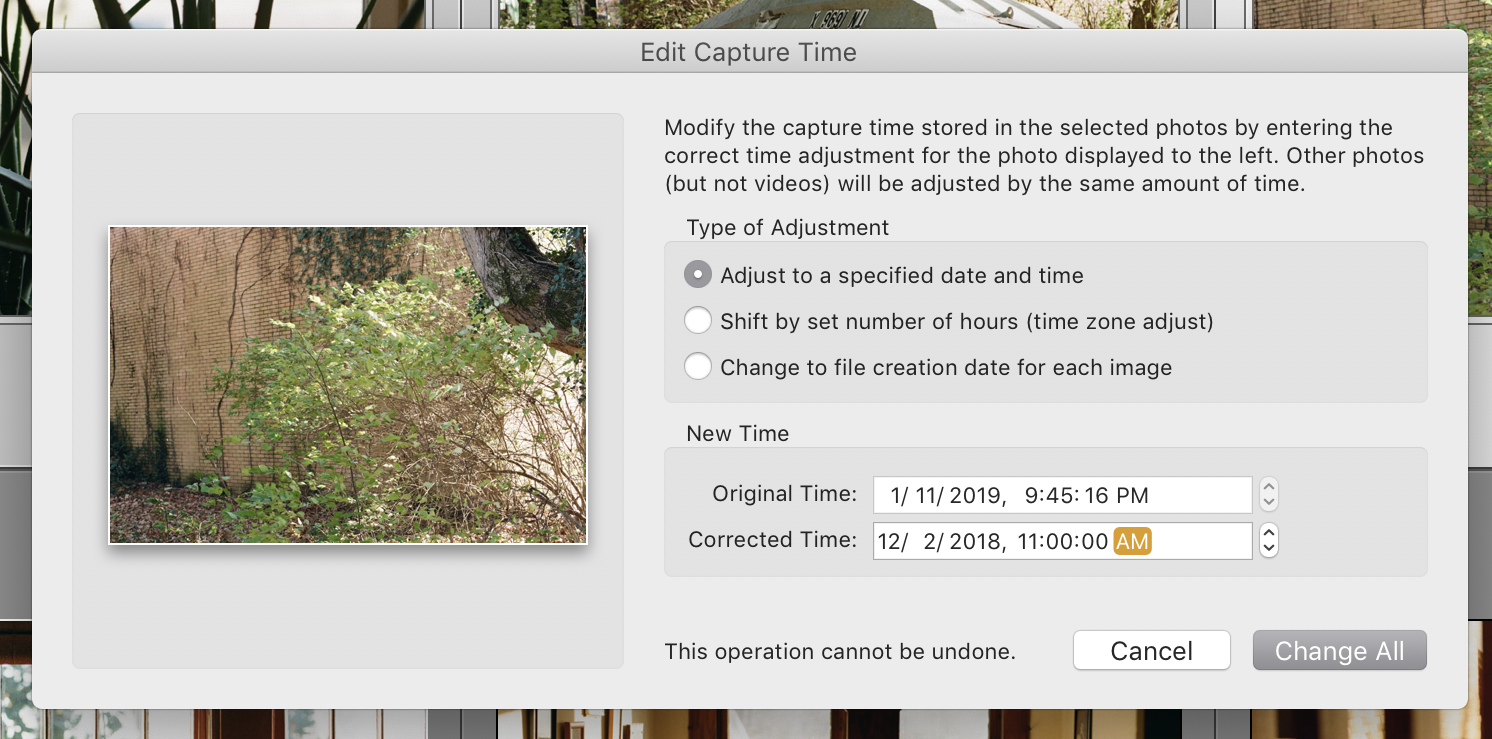 Edit Capture Time
Modify the capture time stored in the selected photos by entering the
correct time adjustment for the photo displayed to the left. Other photos
(but not videos) will be adjusted by the same amount of time.
Type of Adjustment
Adjust to a specified date and time
Shift by set number of hours (time zone adjust)
Change to file creation date for each image
New Time
Original Time: 1/ 11/ 2019, 9:45:16 PM
Corrected Time: 12/ 2/ 2018, 11:00:00 AM
This operation cannot be undone. Cancel Change All